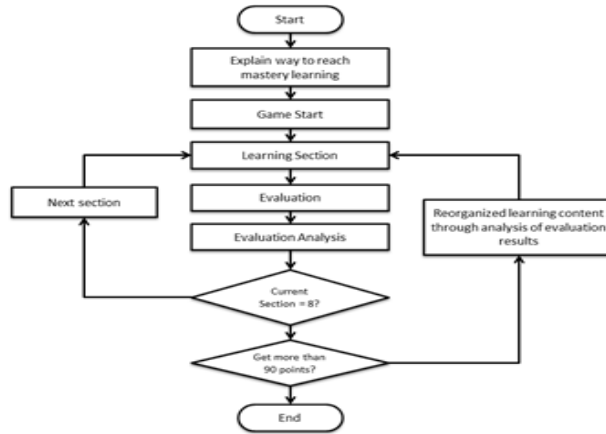 Start
Explain way to reach
mastery learning
Game Start
Learning Section
Next section
Evaluation
Reorganized learning content
through analysis of evaluation
results
Evaluation Analysis
Current
Section = 8?
Get more than
90 points?
End